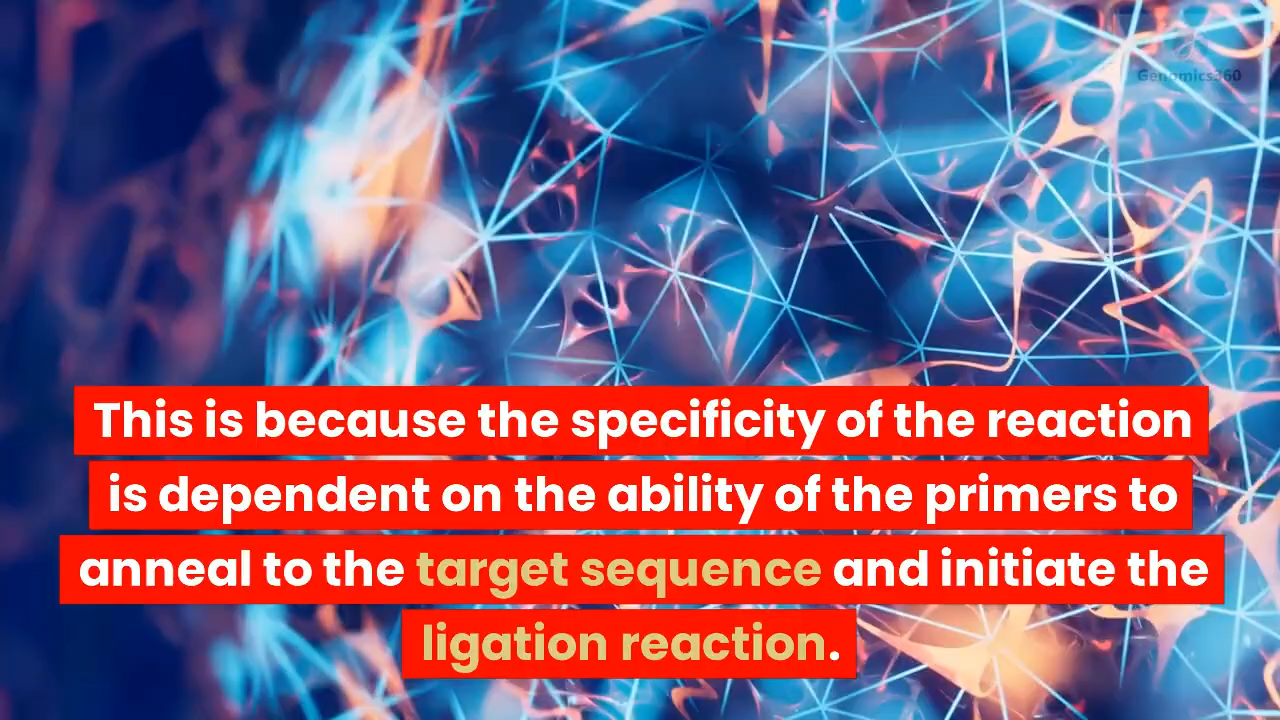 Genomics360
This is because the specificity of the reaction
is dependent on the ability of the primers to
anneal to the target sequence and initiate the
ligation reaction.